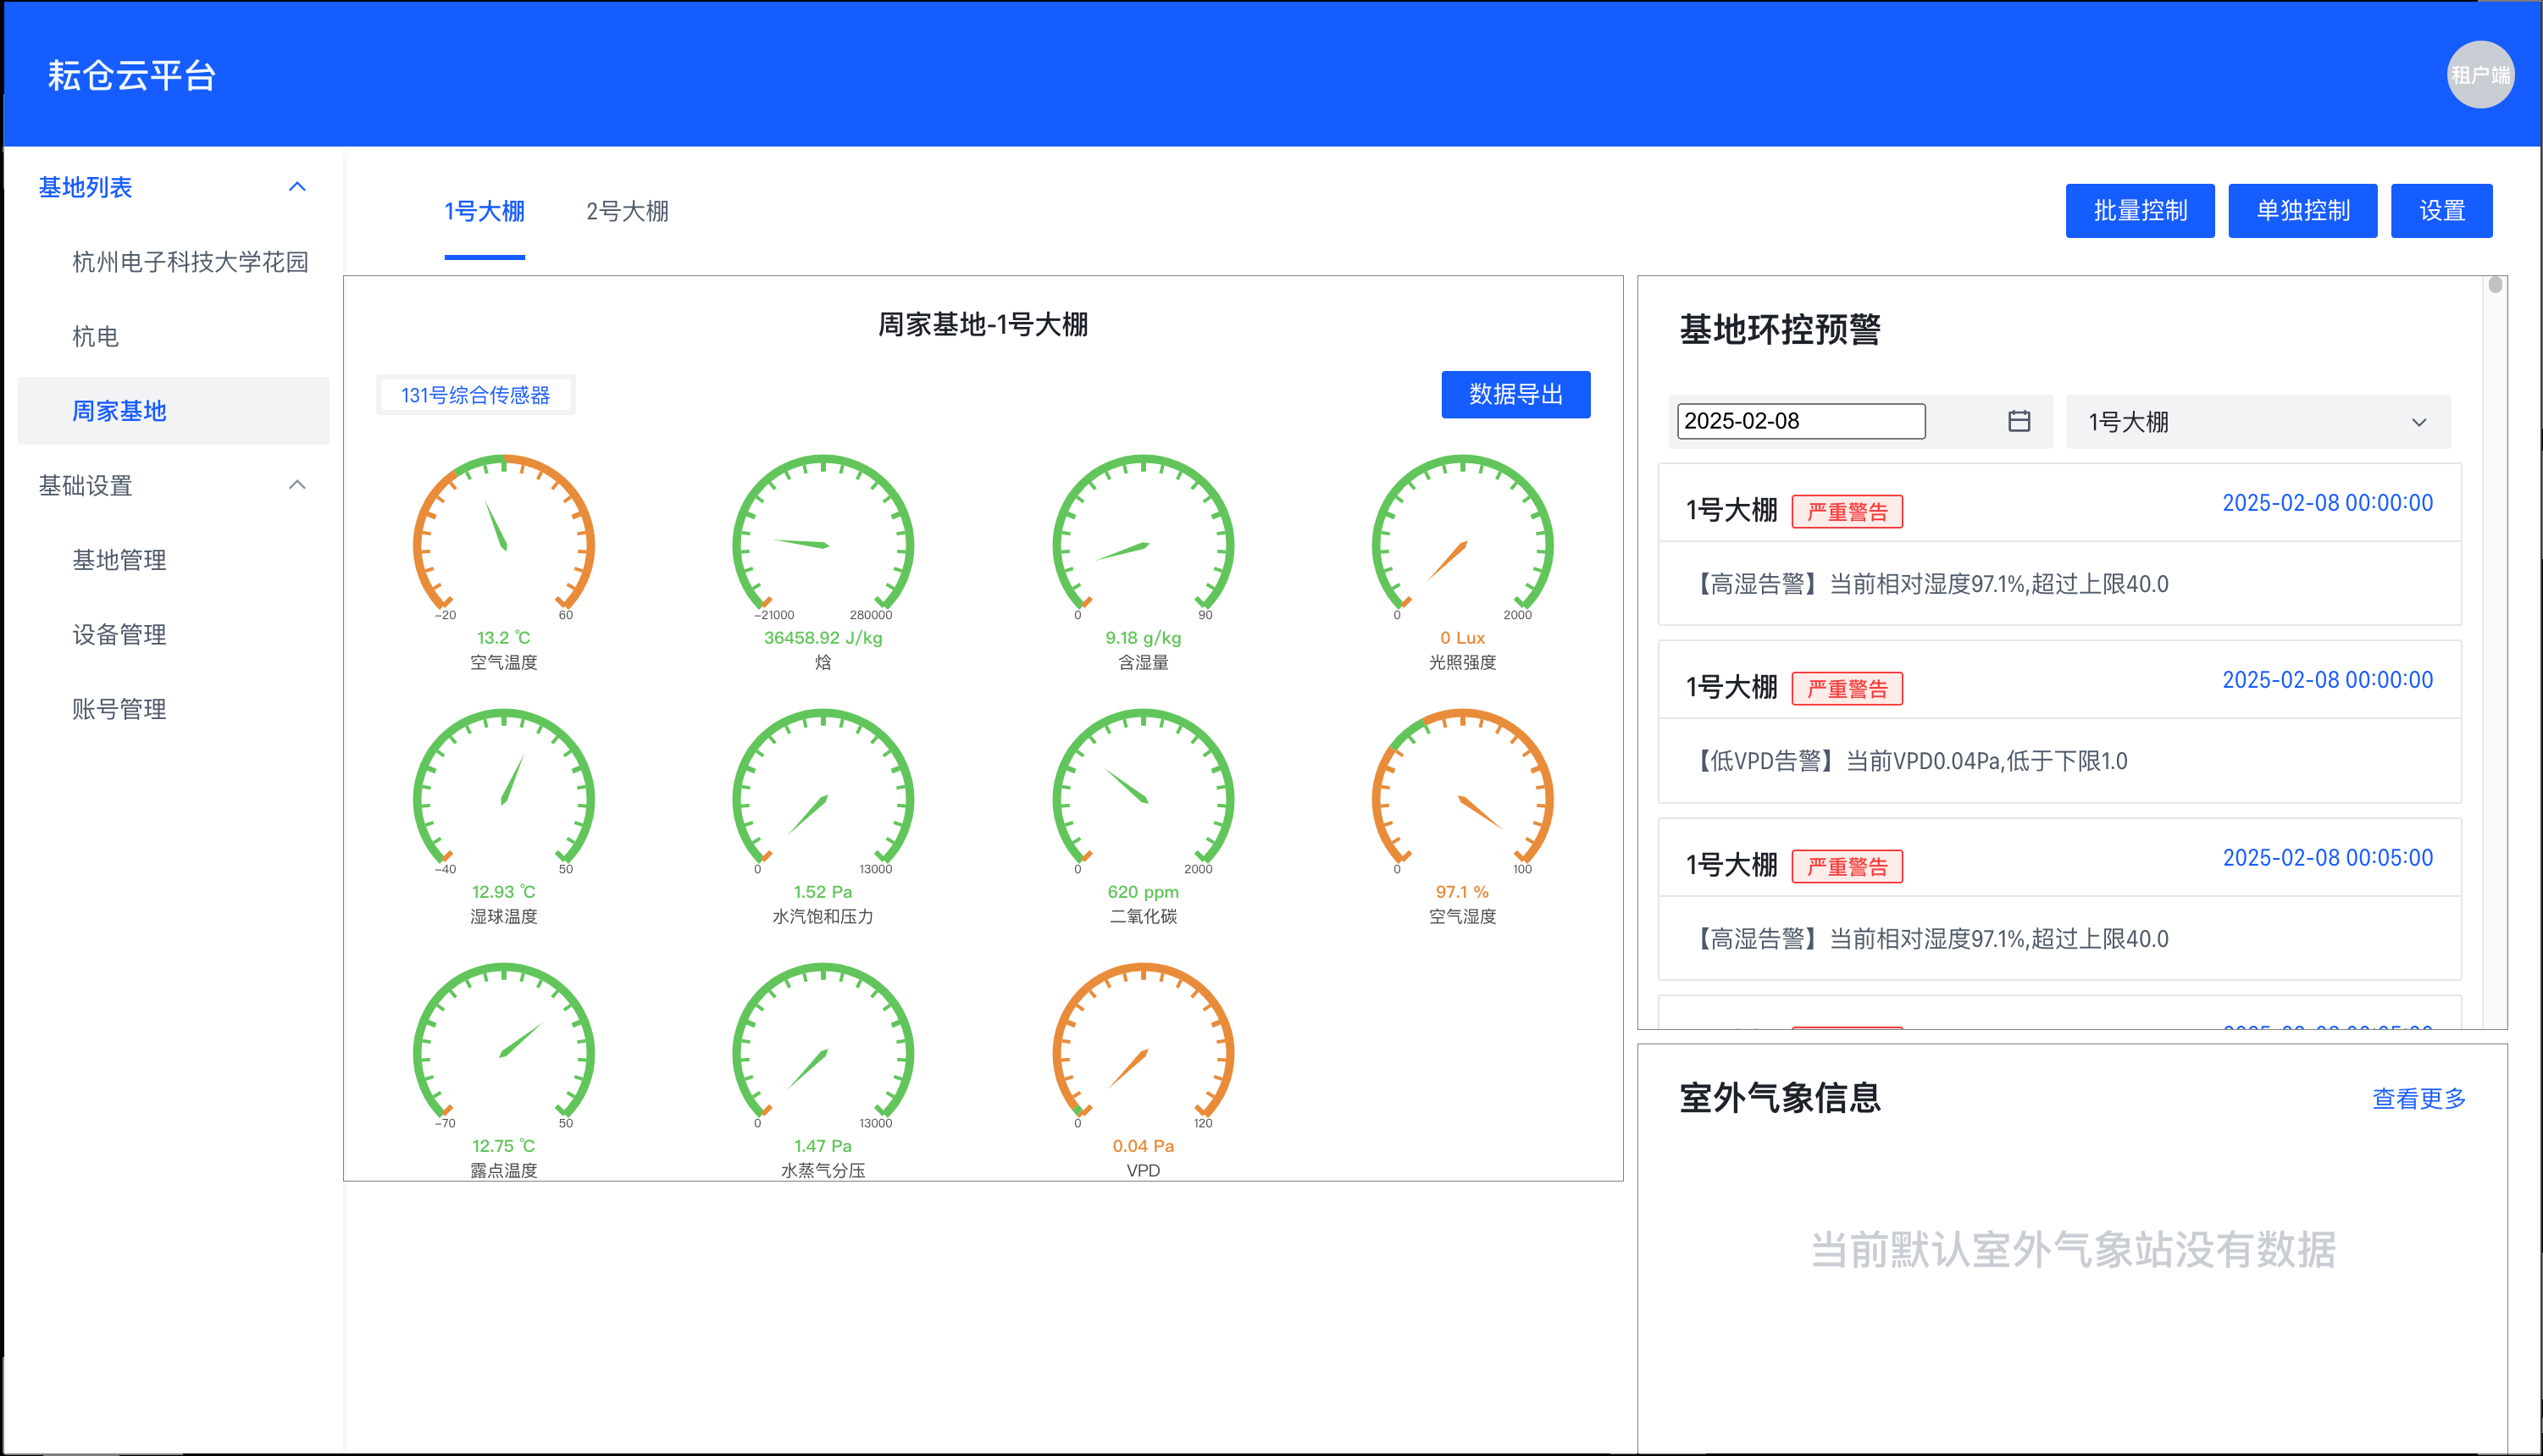 耘仓云平台
租户端
基地列表
杭州电子科技大学花园
杭电
周家基地
基础设置
基地管理
设备管理
账号管理
1号大棚 2号大棚
批量控制 单独控制 设置
周家基地-1号大棚
131号综合传感器 数据导出
-20 60
13.2 ℃
空气温度
-21000 280000
36458.92 J/kg
焓
0 90
9.18 g/kg
含湿量
0 2000
0 Lux
光照强度
-40 50
12.93 ℃
湿球温度
0 13000
1.52 Pa
水汽饱和压力
0 2000
620 ppm
二氧化碳
0 100
97.1 %
空气湿度
-70 50
12.75 ℃
露点温度
0 13000
1.47 Pa
水蒸气分压
0 120
0.04 Pa
VPD
基地环控预警
2025-02-08 1号大棚
1号大棚 严重警告 2025-02-08 00:00:00
【高湿告警】当前相对湿度97.1%,超过上限40.0
1号大棚 严重警告 2025-02-08 00:00:00
【低VPD告警】当前VPD0.04Pa,低于下限1.0
1号大棚 严重警告 2025-02-08 00:05:00
【高湿告警】当前相对湿度97.1%,超过上限40.0
室外气象信息 查看更多
当前默认室外气象站没有数据